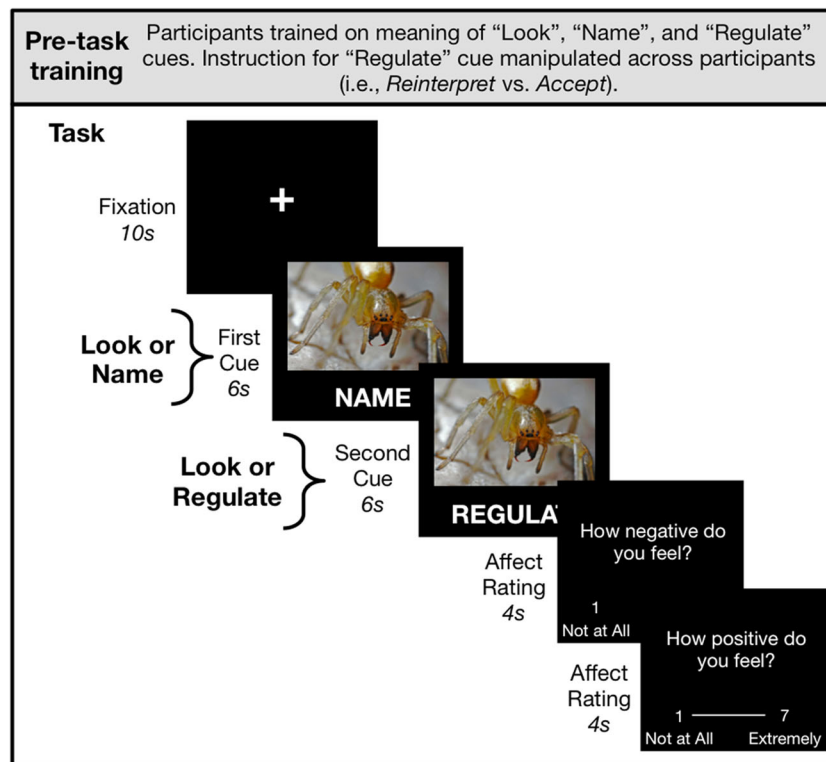 Pre-task training
Participants trained on meaning of “Look”, “Name”, and “Regulate”
cues. Instruction for “Regulate” cue manipulated across participants
(i.e., Reinterpret vs. Accept).
Task
+
Fixation
10s
Look or
Name
First
Cue
6s
NAME
Look or
Regulate
Second
Cue
6s
REGULA
Affect
Rating
4s
How negative do
you feel?
1
Not at All
Affect
Rating
4s
How positive do
you feel?
1 7
Not at All Extremely